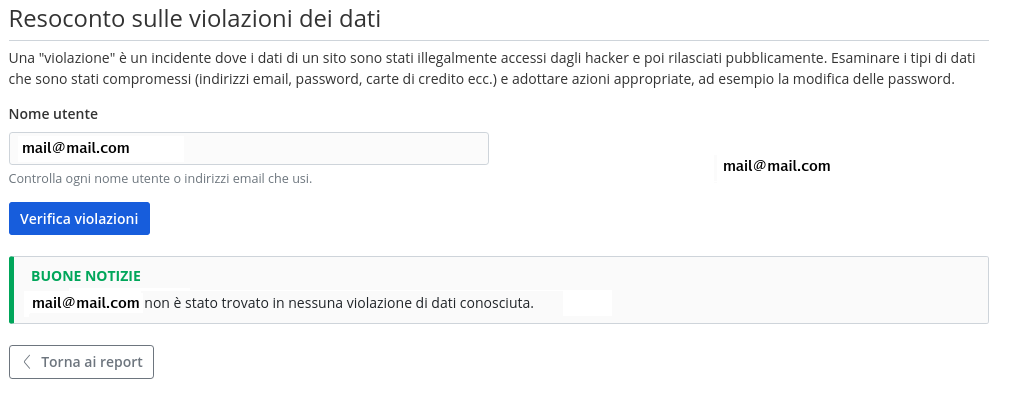 Resoconto sulle violazioni dei dati
Una "violazione" è un incidente dove i dati di un sito sono stati illegalmente accessi dagli hacker e poi rilasciati pubblicamente. Esaminare i tipi di dati
che sono stati compromessi (indirizzi email, password, carte di credito ecc.) e adottare azioni appropriate, ad esempio la modifica delle password.
Nome utente
mail@mail.com
mail@mail.com
Controlla ogni nome utente o indirizzi email che usi.
Verifica violazioni
BUONE NOTIZIE
mail@mail.com non è stato trovato in nessuna violazione di dati conosciuta.
Torna ai report